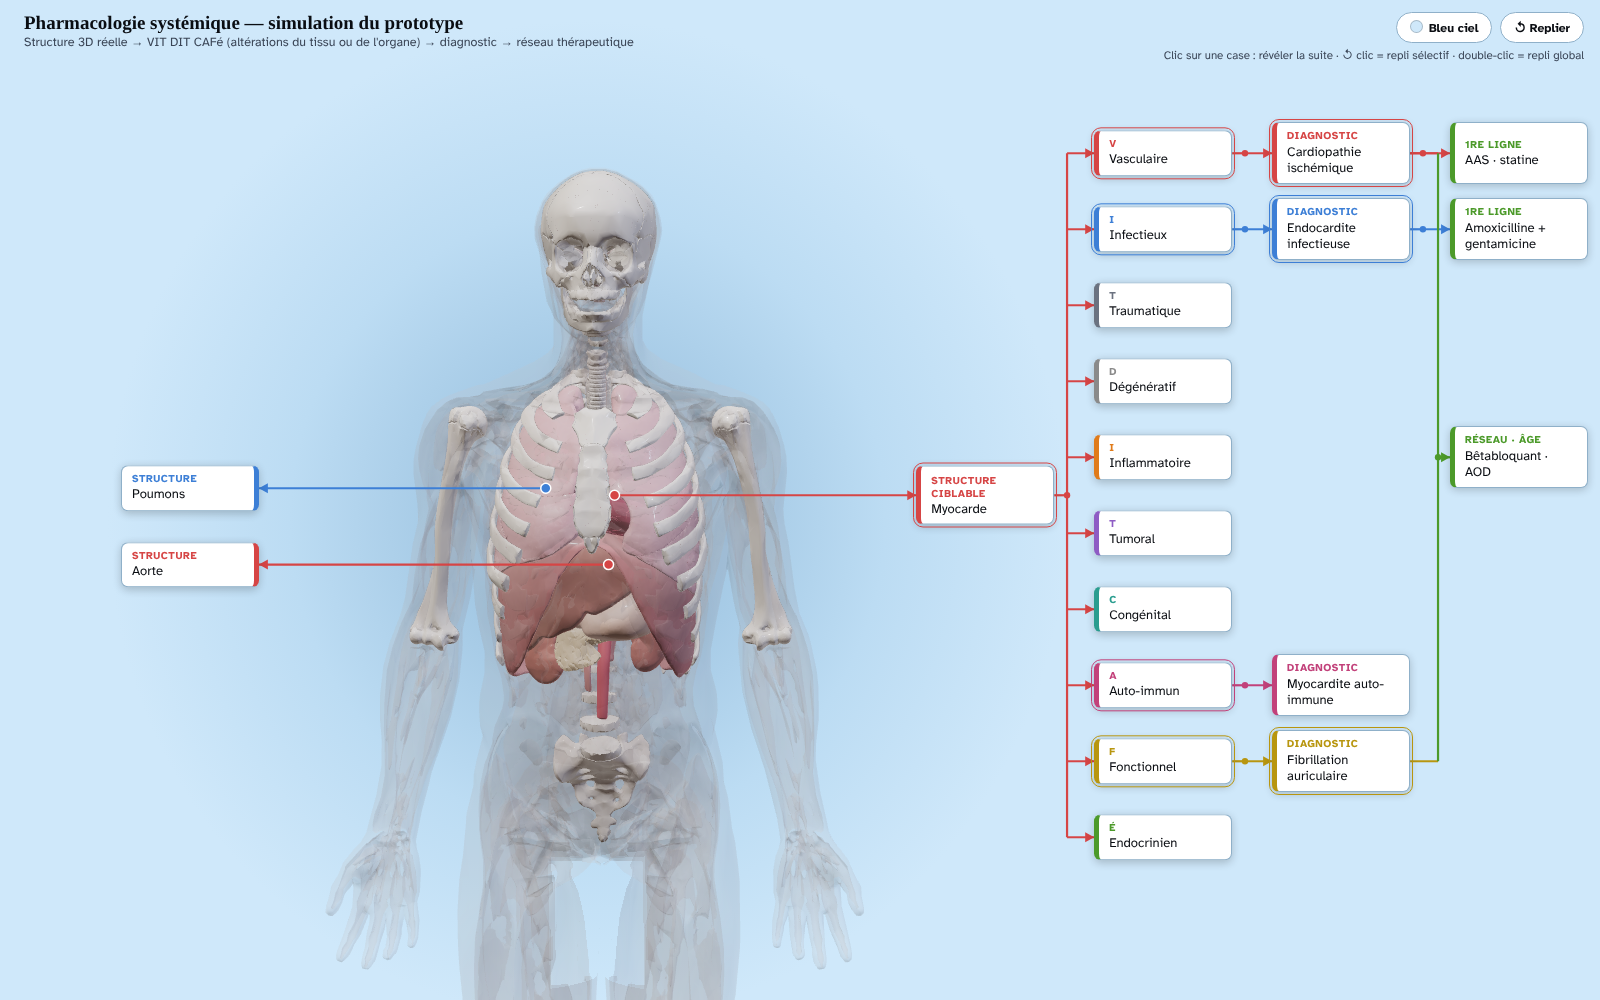 Pharmacologie systémique — simulation du prototype
Structure 3D réelle → VIT DIT CAFé (altérations du tissu ou de l'organe) → diagnostic → réseau thérapeutique
Bleu ciel
↺ Replier
Clic sur une case : révéler la suite · ↺ clic = repli sélectif · double-clic = repli global
STRUCTURE
Poumons
STRUCTURE
Aorte
STRUCTURE
CIBLABLE
Myocarde
V
Vasculaire
DIAGNOSTIC
Cardiopathie
ischémique
1RE LIGNE
AAS · statine
I
Infectieux
DIAGNOSTIC
Endocardite
infectieuse
1RE LIGNE
Amoxicilline +
gentamicine
T
Traumatique
D
Dégénératif
I
Inflammatoire
RÉSEAU · ÂGE
Bêtabloquant ·
AOD
T
Tumoral
C
Congénital
A
Auto-immun
DIAGNOSTIC
Myocardite auto-
immune
F
Fonctionnel
DIAGNOSTIC
Fibrillation
auriculaire
É
Endocrinien